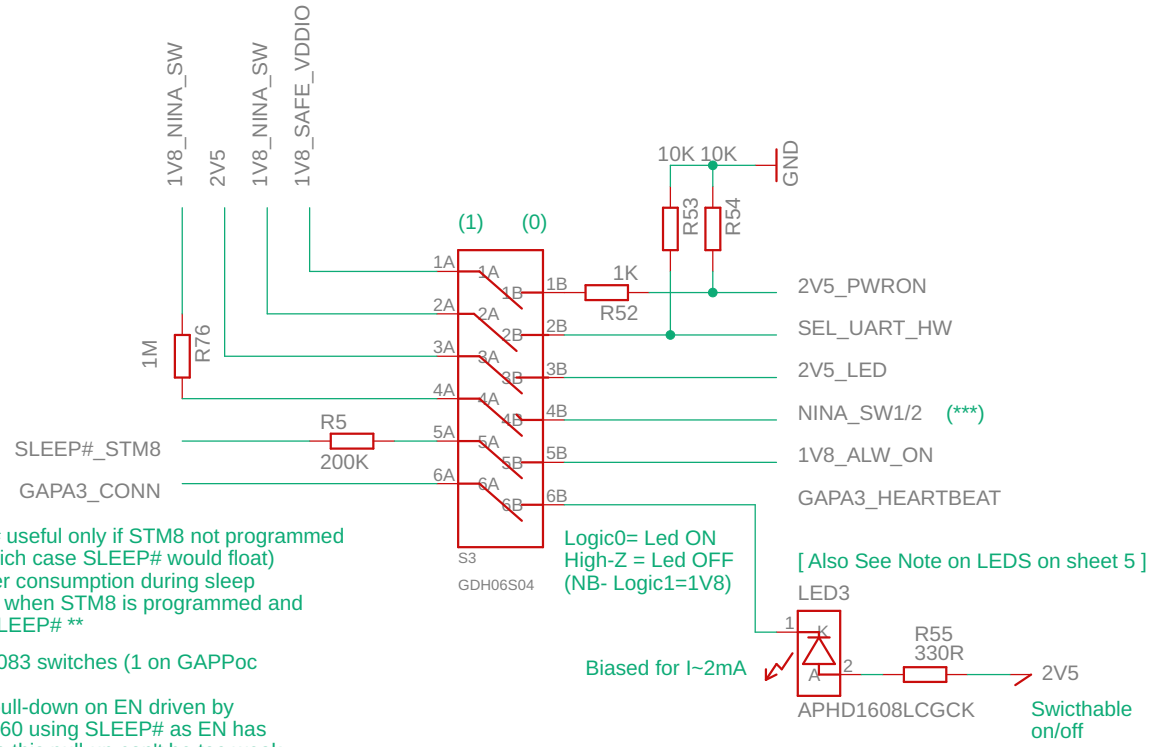 1V8_NINA_SW
2V5
1V8_NINA_SW
1V8_SAFE_VDDIO
10K 10K
GND
R53
R54
(1) (0)
1A 1A 1B 1B
1K
R52
2V5_PWRON
2A 2A 2B 2B
SEL_UART_HW
1M
R76
3A 3A 3B 3B
2V5_LED
4A 4A 4B 4B
NINA_SW1/2 (***)
R5
200K
SLEEP#_STM8
5A 5A 5B 5B
1V8_ALW_ON
GAPA3_CONN
6A 6A 6B 6B
GAPA3_HEARTBEAT
S3
GDH06S04
useful only if STM8 not programmed
ich case SLEEP# would float)
er consumption during sleep
when STM8 is programmed and
LEEP# **
083 switches (1 on GAPPoc
ull-down on EN driven by
60 using SLEEP# as EN has
Logic0= Led ON
High-Z = Led OFF
(NB- Logic1=1V8)
[ Also See Note on LEDS on sheet 5 ]
LED3
1 K
A 2
R55
330R
2V5
Biased for I~2mA
APHD1608LCGCK
Swicthable
on/off